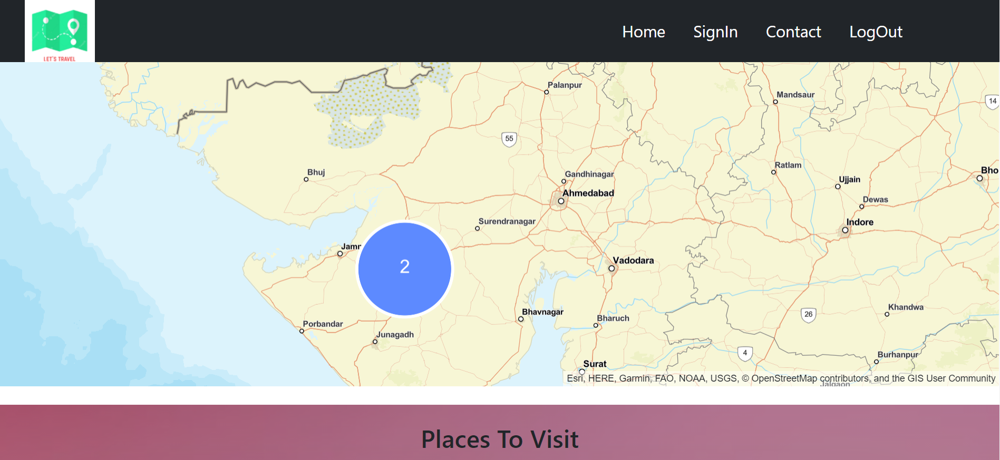 LET'S TRAVEL
Home SignIn Contact LogOut
Palanpur
Mandsaur
14
55
Bhuj
Gandhinagar
Ratlam
Bho
Ujjain
Ahmedabad
Dewas
Surendranagar
Indore
Jamn
2
Vadodara
Khandwa
Bhavnagar
26
Bharuch
Porbandar
Junagadh
4
Burhanpur
Surat
Esri, HERE, Garmin, FAO, NOAA, USGS, © OpenStreetMap contributors, and the GIS User Community
Jalgaon
Places To Visit